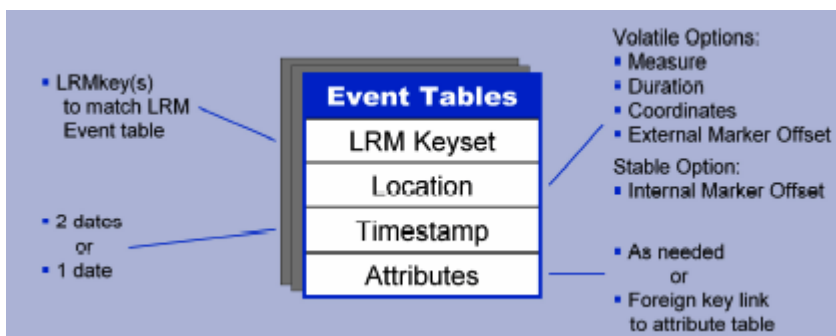 ▪ LRMkey(s)
to match LRM
Event table
▪ 2 dates
or
▪ 1 date
Event Tables
LRM Keyset
Location
Timestamp
Attributes
Volatile Options:
▪ Measure
▪ Duration
▪ Coordinates
▪ External Marker Offset
Stable Option:
▪ Internal Marker Offset
▪ As needed
or
▪ Foreign key link
to attribute table